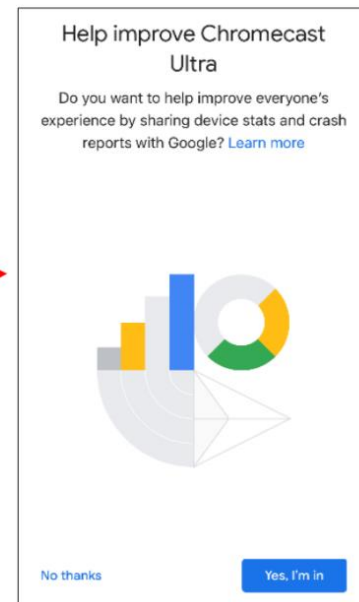 Help improve Chromecast
Ultra
Do you want to help improve everyone's
experience by sharing device stats and crash
reports with Google? Learn more
No thanks
Yes, I'm in